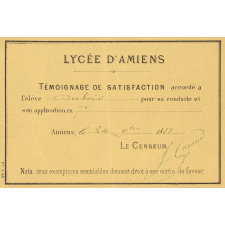 LYCÉE D'AMIENS
TÉMOIGNAGE DE SATISFACTION accordé à
l'élève pour sa conduite et
son application en
Amiens, le
LE CENSEUR
Nota. deux exemptions semblables donnent droit à une sortie de faveur.